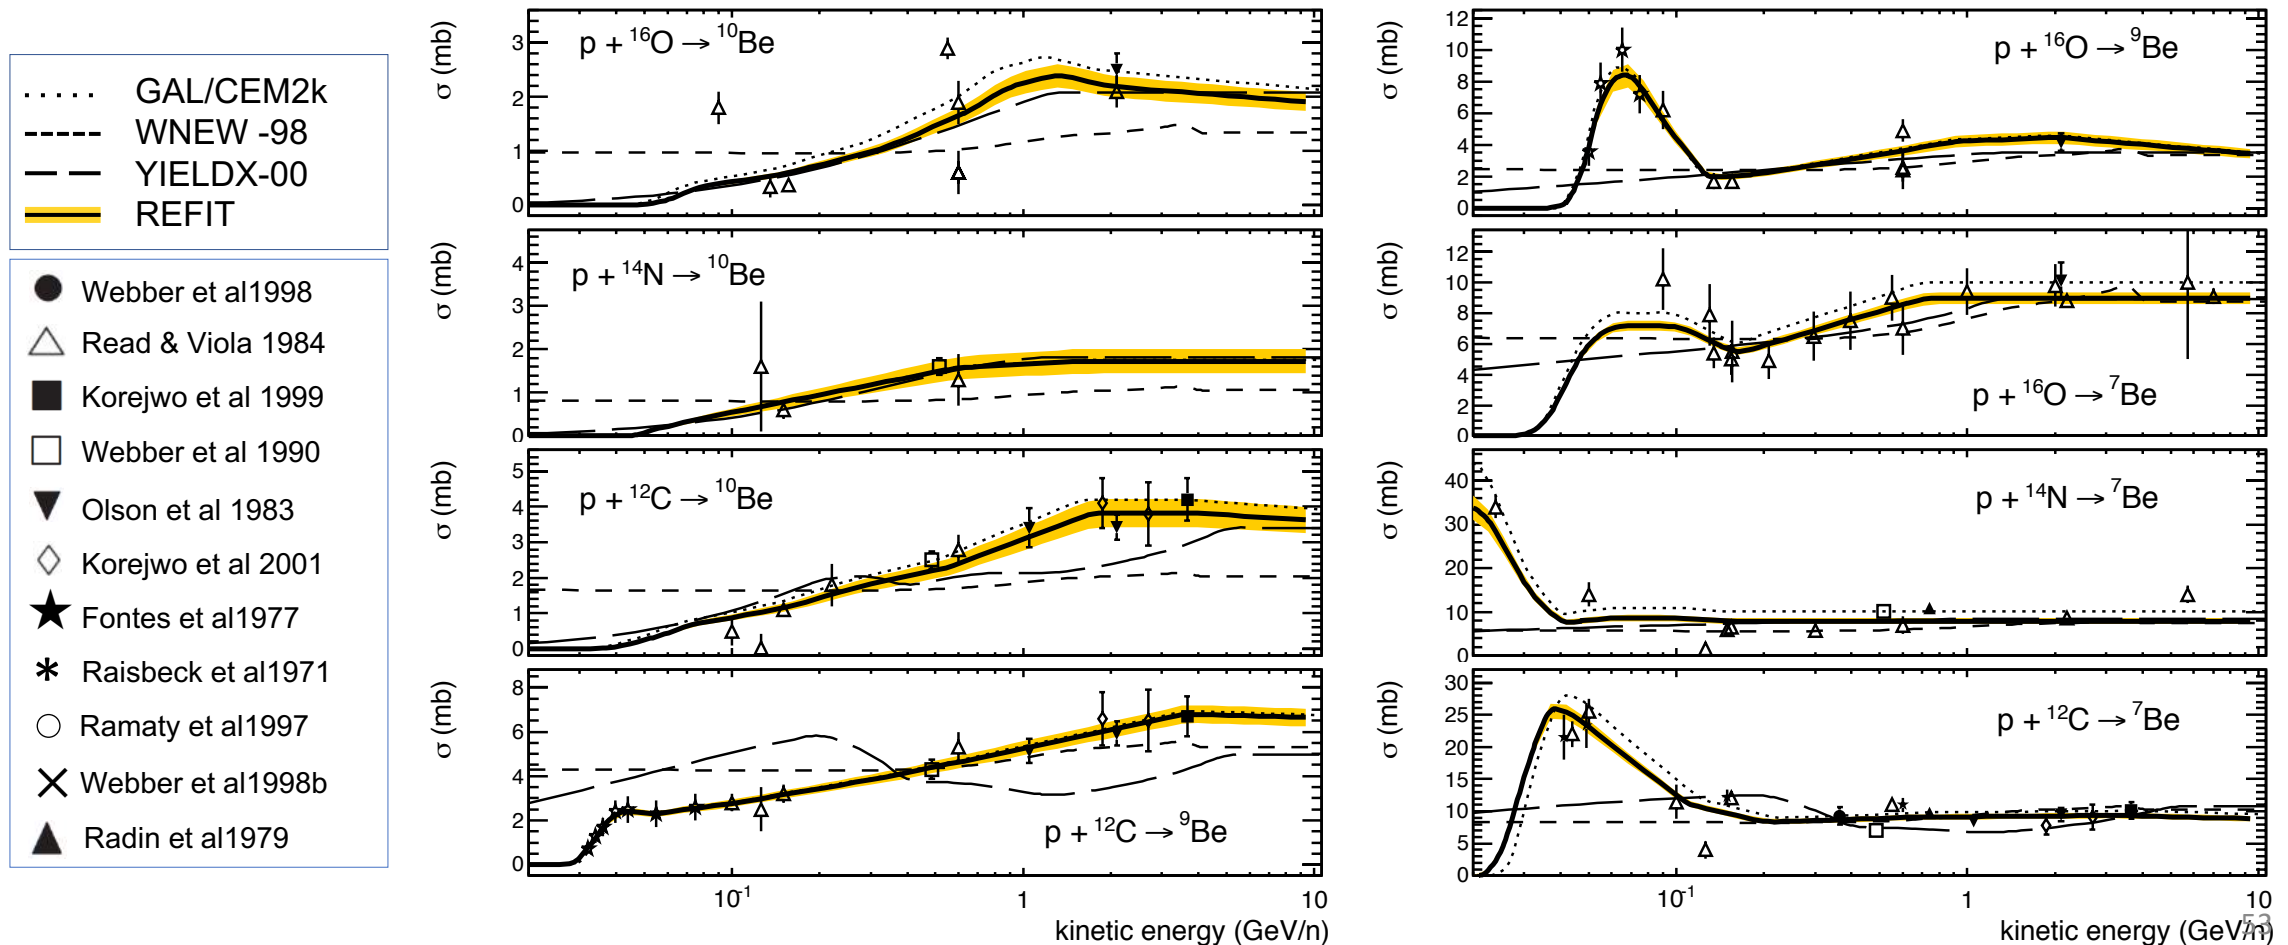 GAL/CEM2k
WNEW -98
YIELDX-00
REFIT
Webber et al1998
Read & Viola 1984
Korejwo et al 1999
Webber et al 1990
Olson et al 1983
Korejwo et al 2001
Fontes et al1977
Raisbeck et al1971
Ramaty et al1997
Webber et al1998b
Radin et al1979
σ (mb)
p + ¹⁶O → ¹⁰Be
3
2
1
0
σ (mb)
p + ¹⁴N → ¹⁰Be
4
3
2
1
0
σ (mb)
p + ¹²C → ¹⁰Be
5
4
3
2
1
0
σ (mb)
p + ¹²C → ⁹Be
8
6
4
2
0
10⁻¹
1
10
kinetic energy (GeV/n)
σ (mb)
p + ¹⁶O → ⁹Be
12
10
8
6
4
2
0
σ (mb)
p + ¹⁶O → ⁷Be
12
10
8
6
4
2
0
σ (mb)
p + ¹⁴N → ⁷Be
40
30
20
10
0
σ (mb)
p + ¹²C → ⁷Be
30
25
20
15
10
5
0
10⁻¹
1
10
kinetic energy (GeV/n)
53